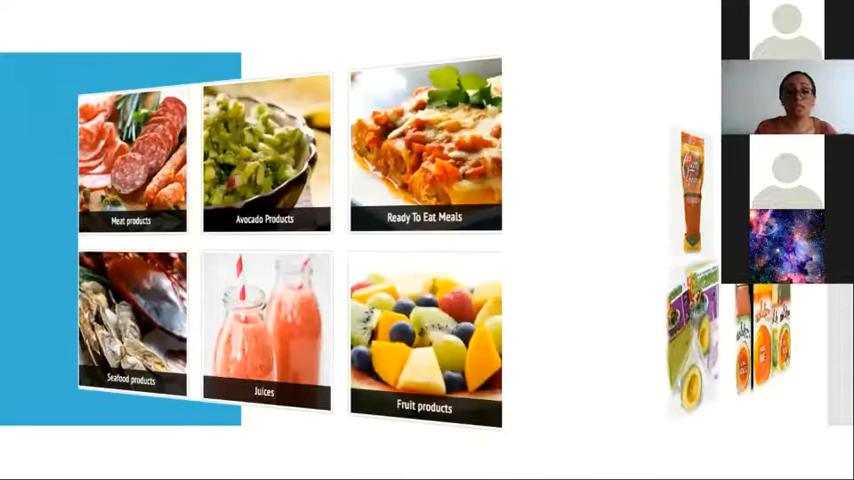 Meat products
Avocado Products
Ready To Eat Meals
Seafood products
Juices
Fruit products